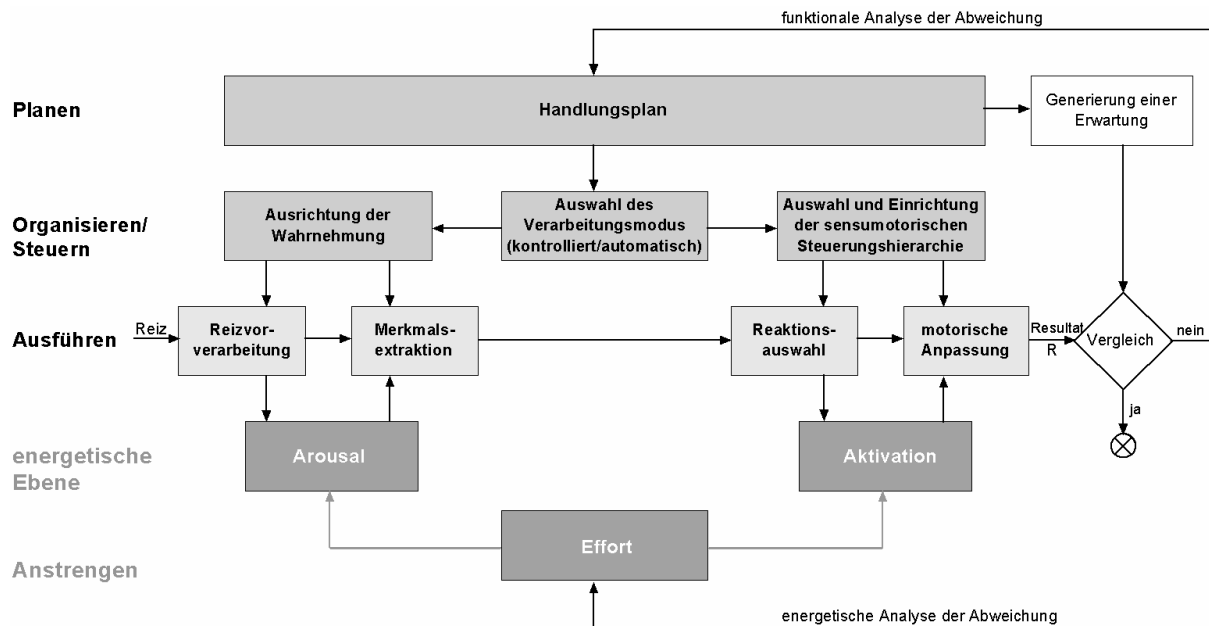 funktionale Analyse der Abweichung
Planen
Handlungsplan
Generierung einer
Erwartung
Organisieren/
Steuern
Ausrichtung der
Wahrnehmung
Auswahl des
Verarbeitungsmodus
(kontrolliert/automatisch)
Auswahl und Einrichtung
der sensumotorischen
Steuerungshierarchie
Ausführen
Reiz
Reizvor-
verarbeitung
Merkmals-
extraktion
Reaktions-
auswahl
motorische
Anpassung
Resultat
R
Vergleich
nein
ja
energetische
Ebene
Arousal
Aktivation
Anstrengen
Effort
energetische Analyse der Abweichung